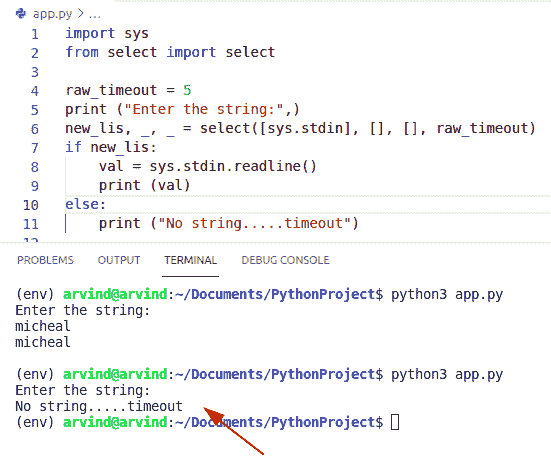 app.py > ...
1 import sys
2 from select import select
3
4 raw_timeout = 5
5 print ("Enter the string:",)
6 new_lis, _, _ = select([sys.stdin], [], [], raw_timeout)
7 if new_lis:
8     val = sys.stdin.readline()
9     print (val)
10 else:
11     print ("No string.....timeout")
PROBLEMS OUTPUT TERMINAL DEBUG CONSOLE
(env) arvind@arvind:~/Documents/PythonProject$ python3 app.py
Enter the string:
micheal
micheal

(env) arvind@arvind:~/Documents/PythonProject$ python3 app.py
Enter the string:
No string.....timeout
(env) arvind@arvind:~/Documents/PythonProject$